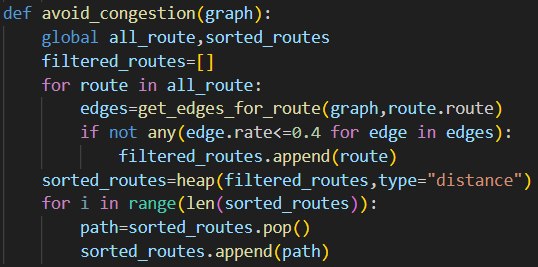 def avoid_congestion(graph):
    global all_route,sorted_routes
    filtered_routes=[]
    for route in all_route:
        edges=get_edges_for_route(graph,route.route)
        if not any(edge.rate<=0.4 for edge in edges):
            filtered_routes.append(route)
    sorted_routes=heap(filtered_routes,type="distance")
    for i in range(len(sorted_routes)):
        path=sorted_routes.pop()
        sorted_routes.append(path)